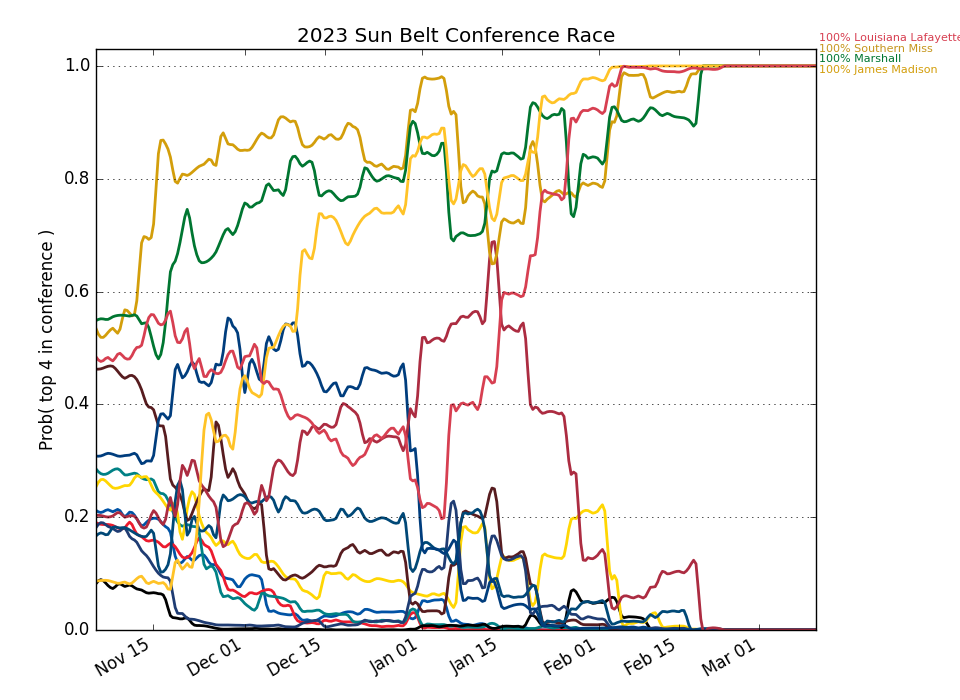 2023 Sun Belt Conference Race
100% Louisiana Lafayette
100% Southern Miss
100% Marshall
100% James Madison
Prob( top 4 in conference )
1.0
0.8
0.6
0.4
0.2
0.0
Nov 15
Dec 01
Dec 15
Jan 01
Jan 15
Feb 01
Feb 15
Mar 01